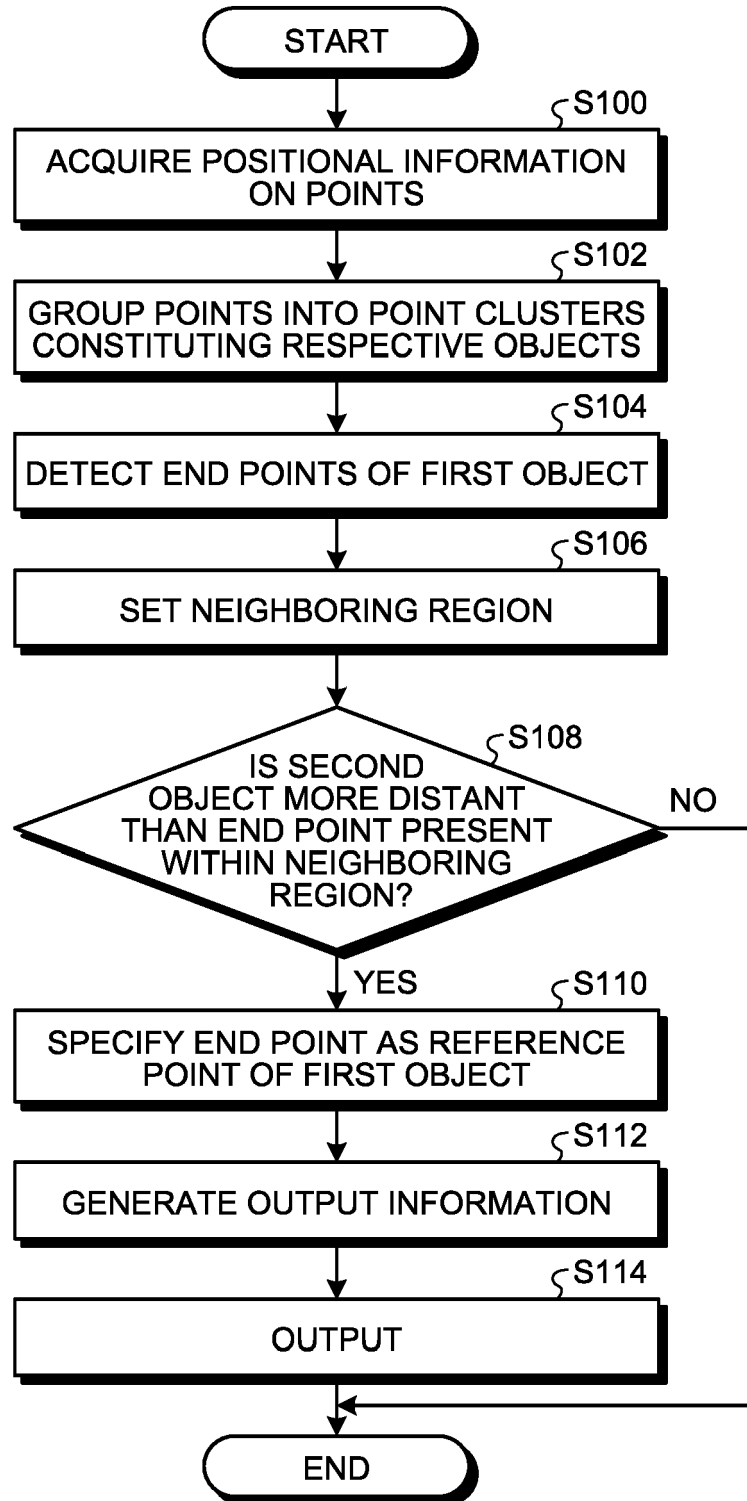 START
S100
ACQUIRE POSITIONAL INFORMATION
ON POINTS
S102
GROUP POINTS INTO POINT CLUSTERS
CONSTITUTING RESPECTIVE OBJECTS
S104
DETECT END POINTS OF FIRST OBJECT
S106
SET NEIGHBORING REGION
S108
IS SECOND
OBJECT MORE DISTANT
THAN END POINT PRESENT
WITHIN NEIGHBORING
REGION?
NO
YES
S110
SPECIFY END POINT AS REFERENCE
POINT OF FIRST OBJECT
S112
GENERATE OUTPUT INFORMATION
S114
OUTPUT
END